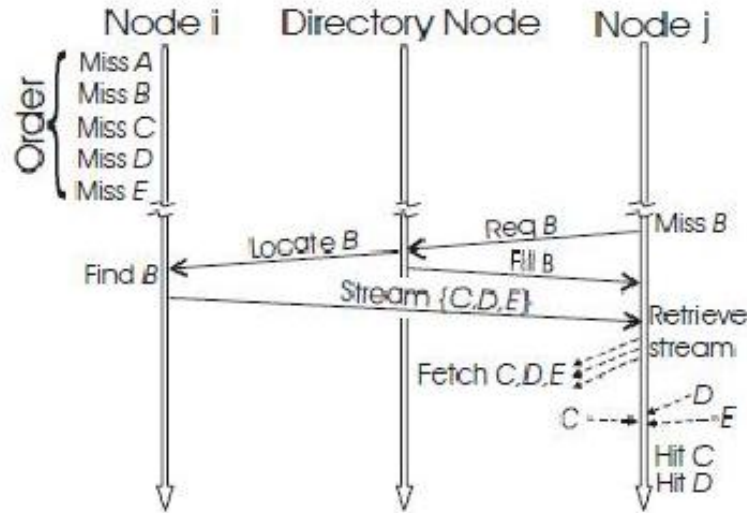 Node i Directory Node Node j
Order
Miss A
Miss B
Miss C
Miss D
Miss E
Miss B
Req B
Locate B
Find B
Fill B
Stream {C,D,E}
Retrieve
stream
Fetch C,D,E
D
C
E
Hit C
Hit D